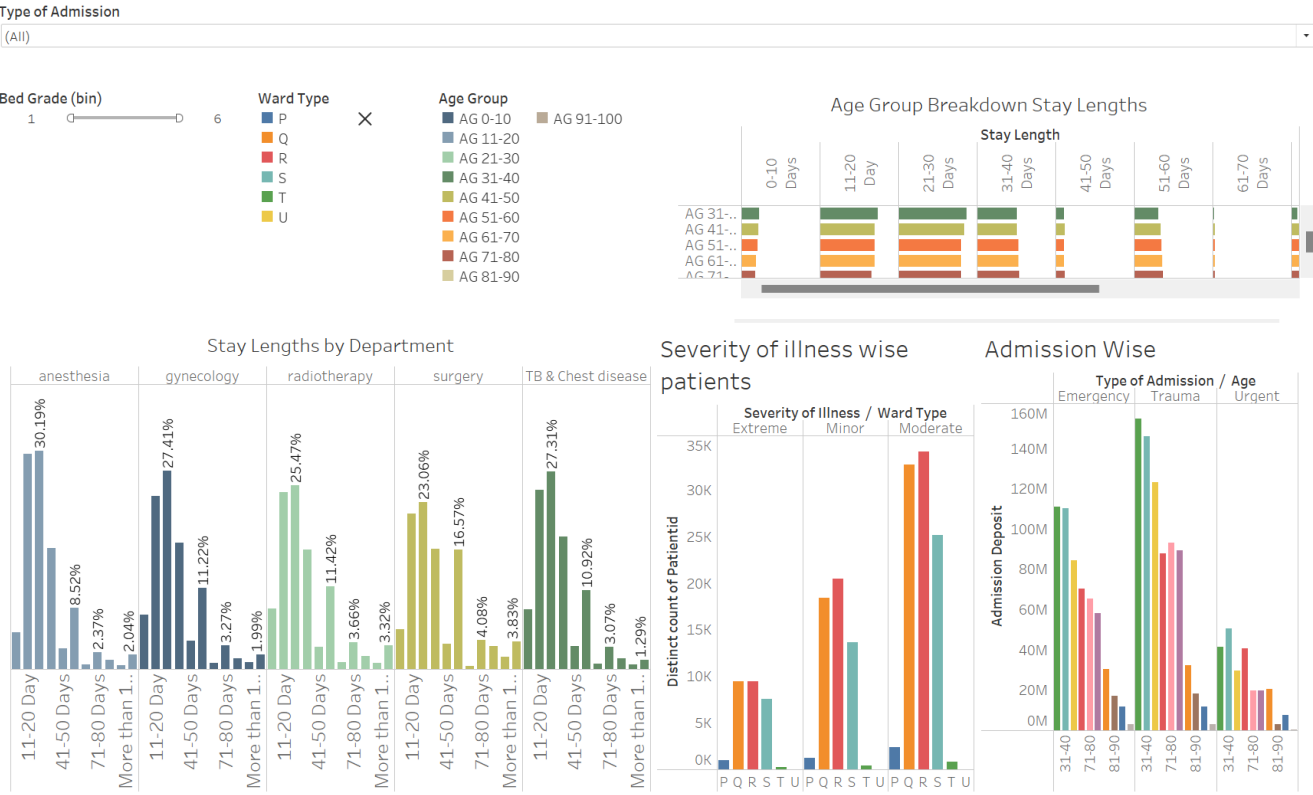 Type of Admission
(All)
Bed Grade (bin)
1
6
Ward Type
P
Q
R
S
T
U
Age Group
AG 0-10
AG 11-20
AG 21-30
AG 31-40
AG 41-50
AG 51-60
AG 61-70
AG 71-80
AG 81-90
AG 91-100
Age Group Breakdown Stay Lengths
Stay Length
0-10 Days
11-20 Day
21-30 Days
31-40 Days
41-50 Days
51-60 Days
61-70 Days
AG 31-..
AG 41-..
AG 51-..
AG 61-..
AG 71-..
Stay Lengths by Department
anesthesia
gynecology
radiotherapy
surgery
TB & Chest disease
30.19%
8.52%
2.37%
2.04%
27.41%
11.22%
3.27%
1.99%
25.47%
11.42%
3.66%
3.32%
23.06%
16.57%
4.08%
3.83%
27.31%
10.92%
3.07%
1.29%
11-20 Day
41-50 Days
71-80 Days
More than 1..
11-20 Day
41-50 Days
71-80 Days
More than 1..
11-20 Day
41-50 Days
71-80 Days
More than 1..
11-20 Day
41-50 Days
71-80 Days
More than 1..
11-20 Day
41-50 Days
71-80 Days
More than 1..
Severity of illness wise
patients
Severity of Illness / Ward Type
Extreme
Minor
Moderate
Distinct count of Patientid
35K
30K
25K
20K
15K
10K
5K
0K
P Q R S T U
P Q R S T U
P Q R S T U
Admission Wise
Type of Admission / Age
Emergency
Trauma
Urgent
Admission Deposit
160M
140M
120M
100M
80M
60M
40M
20M
0M
31-40
71-80
81-90
31-40
71-80
81-90
31-40
71-80
81-90